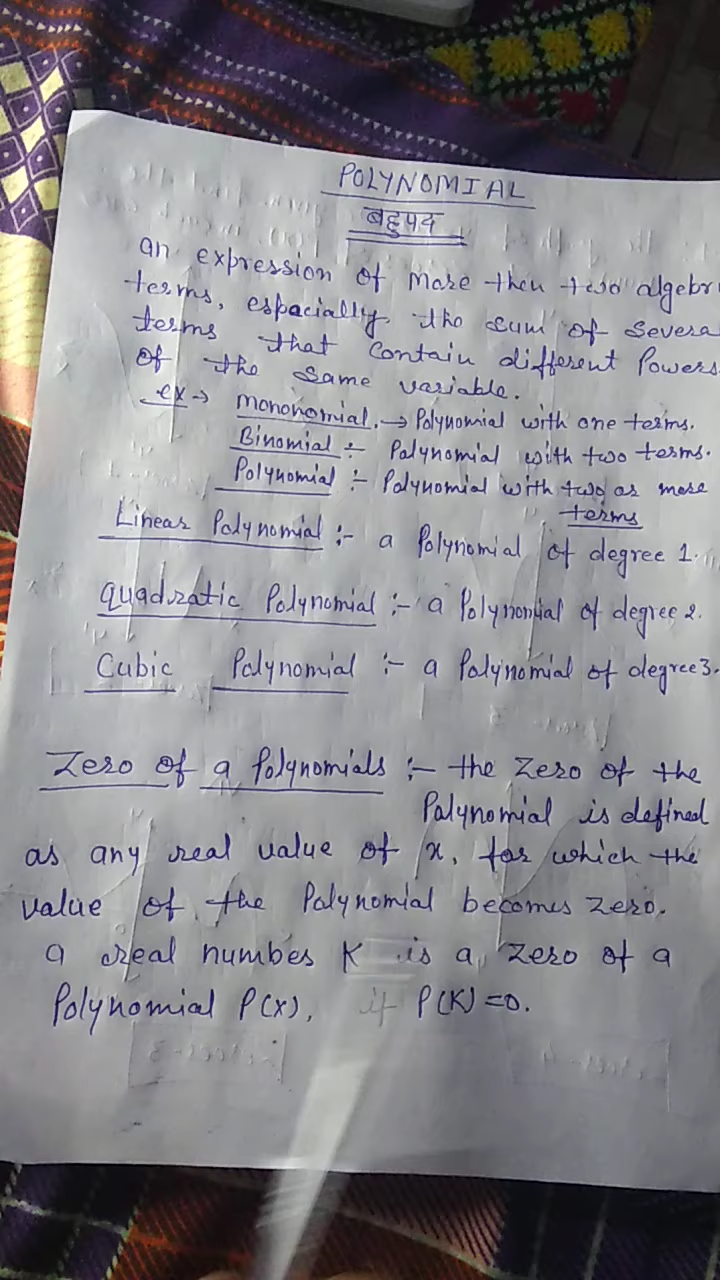 POLYNOMIAL
बहुपद
an expression of more then two algebr
terms, espacially the sum of severa
terms that contain different Powers
of the same variable.
ex → monomial. → Polynomial with one terms.
Binomial :- Polynomial with two terms.
Polynomial :- Polynomial with two or more
terms
Linear Polynomial :- a Polynomial of degree 1.
quadratic Polynomial :- a Polynomial of degree 2.
Cubic Polynomial :- a Polynomial of degree 3.
Zero of a Polynomials :- the Zero of the
Polynomial is defined
as any real value of x, for which the
value of the Polynomial becomes zero.
a real number K is a zero of a
Polynomial P(x), if P(K) =0.